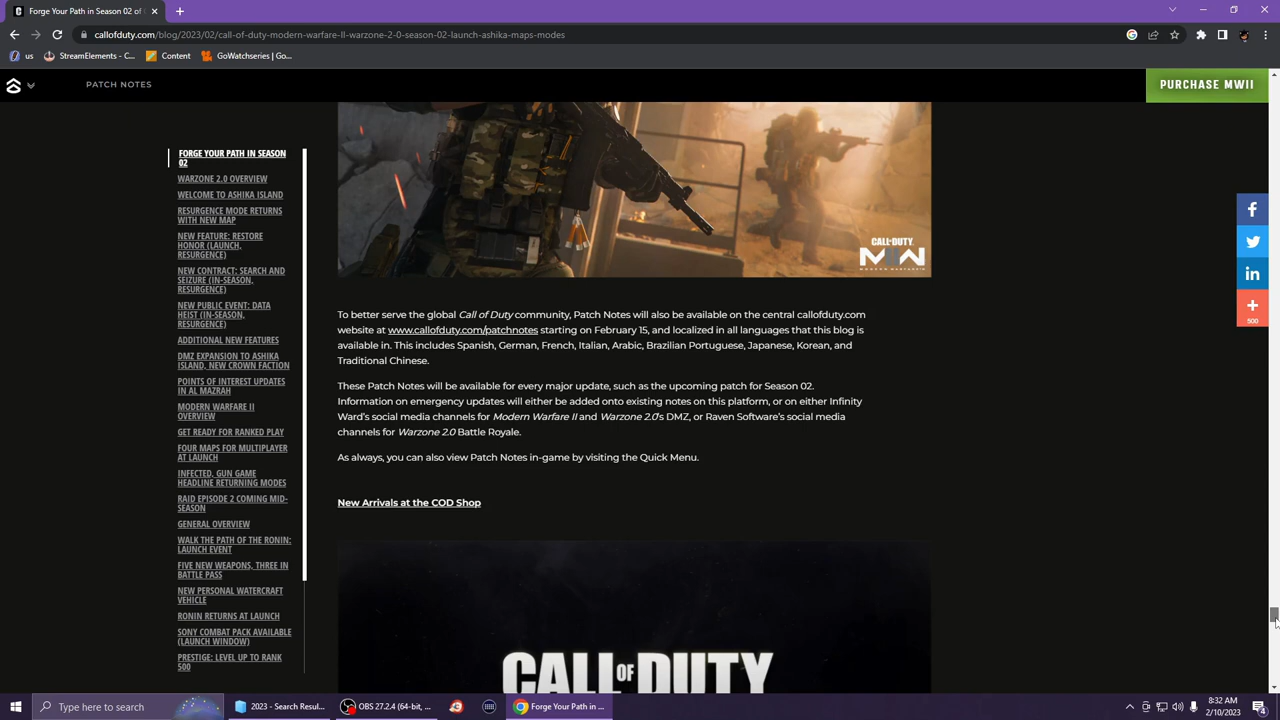 Forge Your Path in Season 02
callofduty.com/blog/2023/02/call-of-duty-modern-warfare-II-warzone-2-0-season-02-launch-ashika-maps-modes
us
StreamElements - C...
Content
GoWatchseries | Go...
PATCH NOTES
PURCHASE MWII
FORGE YOUR PATH IN SEASON
02
WARZONE 2.0 OVERVIEW
WELCOME TO ASHIKA ISLAND
RESURGENCE MODE RETURNS
WITH NEW MAP
NEW FEATURE: RESTORE
HONOR (LAUNCH,
RESURGENCE)
NEW CONTRACT: SEARCH AND
SEIZURE (IN-SEASON,
RESURGENCE)
NEW PUBLIC EVENT: DATA
HEIST (IN-SEASON,
RESURGENCE)
ADDITIONAL NEW FEATURES
DMZ EXPANSION TO ASHIKA
ISLAND, NEW CROWN FACTION
POINTS OF INTEREST UPDATES
IN AL MAZRAH
MODERN WARFARE II
OVERVIEW
GET READY FOR RANKED PLAY
FOUR MAPS FOR MULTIPLAYER
AT LAUNCH
INFECTED, GUN GAME
HEADLINE RETURNING MODES
RAID EPISODE 2 COMING MID-
SEASON
GENERAL OVERVIEW
WALK THE PATH OF THE RONIN:
LAUNCH EVENT
FIVE NEW WEAPONS, THREE IN
BATTLE PASS
NEW PERSONAL WATERCRAFT
VEHICLE
RONIN RETURNS AT LAUNCH
SONY COMBAT PACK AVAILABLE
(LAUNCH WINDOW)
PRESTIGE: LEVEL UP TO RANK
500
CALL OF DUTY
MW
MODERN WARFARE II
To better serve the global Call of Duty community, Patch Notes will also be available on the central callofduty.com
website at www.callofduty.com/patchnotes starting on February 15, and localized in all languages that this blog is
available in. This includes Spanish, German, French, Italian, Arabic, Brazilian Portuguese, Japanese, Korean, and
Traditional Chinese.
These Patch Notes will be available for every major update, such as the upcoming patch for Season 02.
Information on emergency updates will either be added onto existing notes on this platform, or on either Infinity
Ward's social media channels for Modern Warfare II and Warzone 2.0's DMZ, or Raven Software's social media
channels for Warzone 2.0 Battle Royale.
As always, you can also view Patch Notes in-game by visiting the Quick Menu.
New Arrivals at the COD Shop
CALL OF DUTY
500
Type here to search
2023 - Search Resul...
OBS 27.2.4 (64-bit, ...
Forge Your Path in ...
8:32 AM
2/10/2023
4